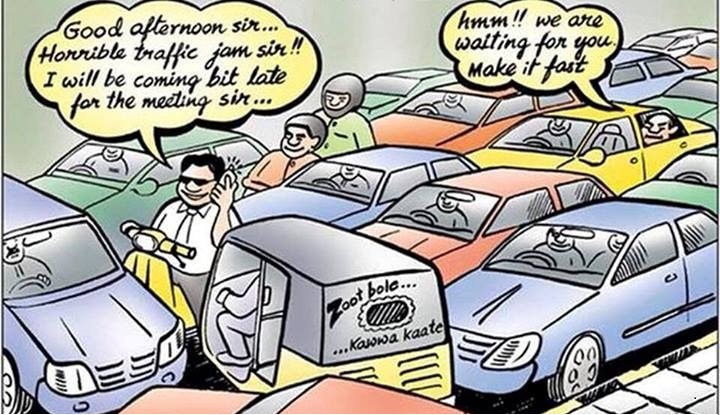 Good afternoon sir...
Horrible traffic jam sir!!
I will be coming bit late
for the meeting sir...
hmm!! we are
waiting for you.
Make it fast
Zoot bole...
...Kawwa kaate